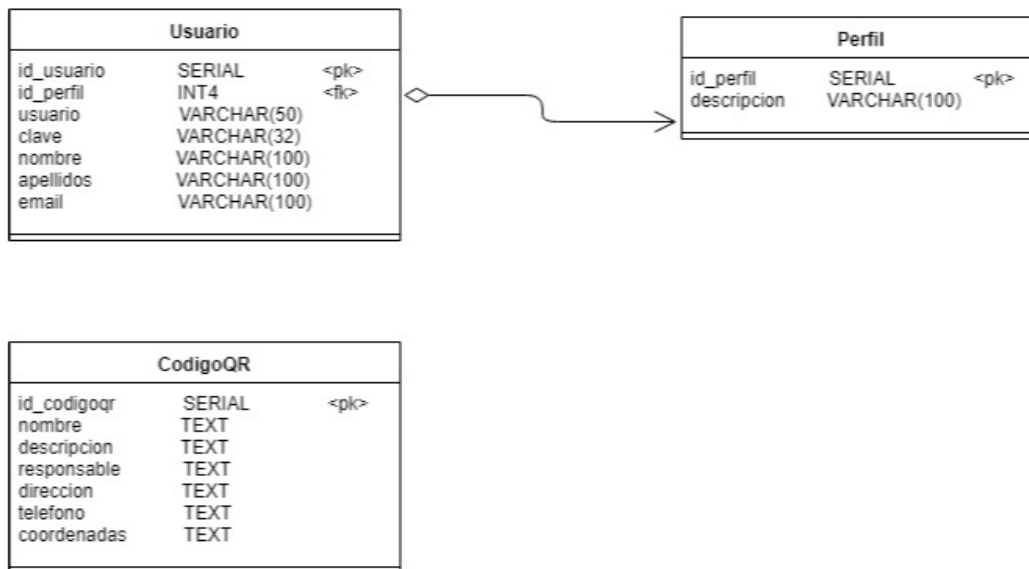 Usuario
id_usuario SERIAL <pk>
id_perfil INT4 <fk>
usuario VARCHAR(50)
clave VARCHAR(32)
nombre VARCHAR(100)
apellidos VARCHAR(100)
email VARCHAR(100)
Perfil
id_perfil SERIAL <pk>
descripcion VARCHAR(100)
CodigoQR
id_codigoqr SERIAL <pk>
nombre TEXT
descripcion TEXT
responsable TEXT
direccion TEXT
telefono TEXT
coordenadas TEXT